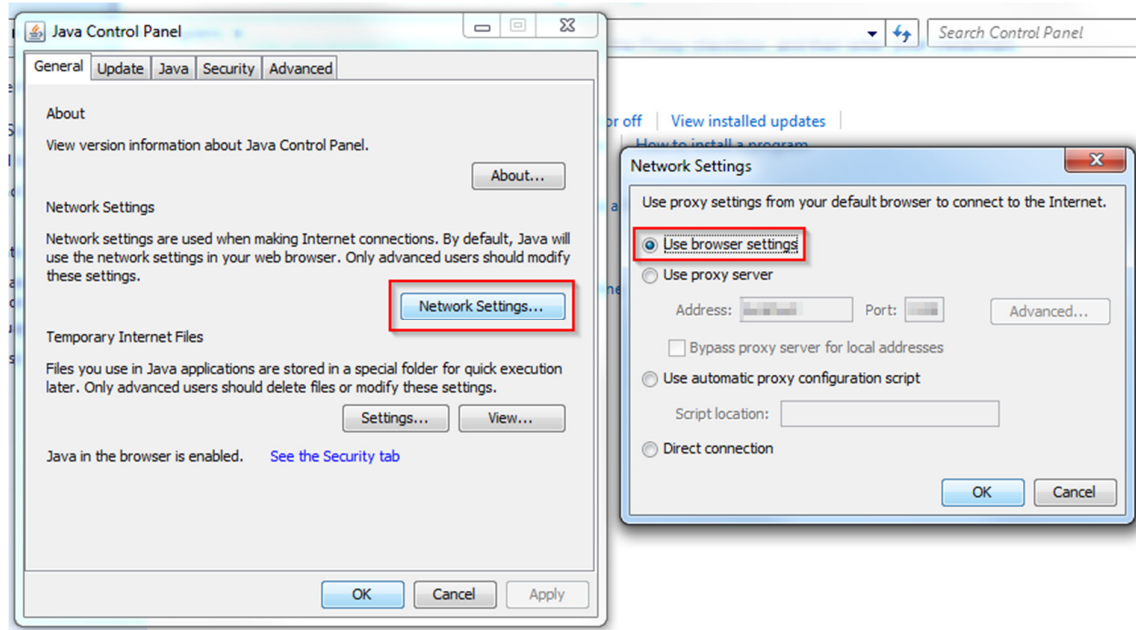 Java Control Panel
Search Control Panel
General Update Java Security Advanced
About
View version information about Java Control Panel.
About...
Network Settings
Network settings are used when making Internet connections. By default, Java will
use the network settings in your web browser. Only advanced users should modify
these settings.
Network Settings...
Temporary Internet Files
Files you use in Java applications are stored in a special folder for quick execution
later. Only advanced users should delete files or modify these settings.
Settings... View...
Java in the browser is enabled. See the Security tab
OK Cancel Apply
or off View installed updates
How to install a program
Network Settings
Use proxy settings from your default browser to connect to the Internet.
Use browser settings
Use proxy server
Address: Port: Advanced...
Bypass proxy server for local addresses
Use automatic proxy configuration script
Script location:
Direct connection
OK Cancel